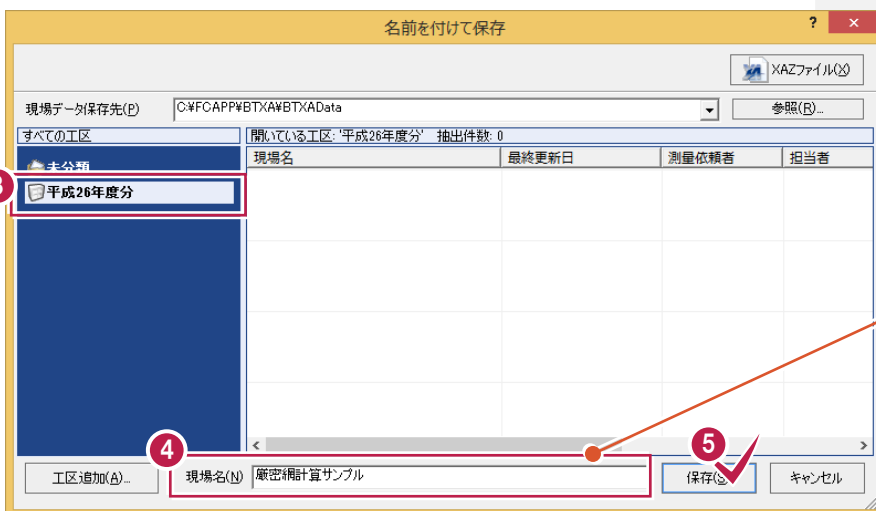 名前を付けて保存
? ×
XAZファイル(X)
現場データ保存先(P) C:¥FCAPP¥BTXA¥BTXAData 参照(R)...
すべての工区 開いている工区: '平成26年度分' 抽出件数: 0
未分類 現場名 最終更新日 測量依頼者 担当者
3 平成26年度分
4 5
工区追加(A)... 現場名(N) 厳密網計算サンプル 保存(S) キャンセル